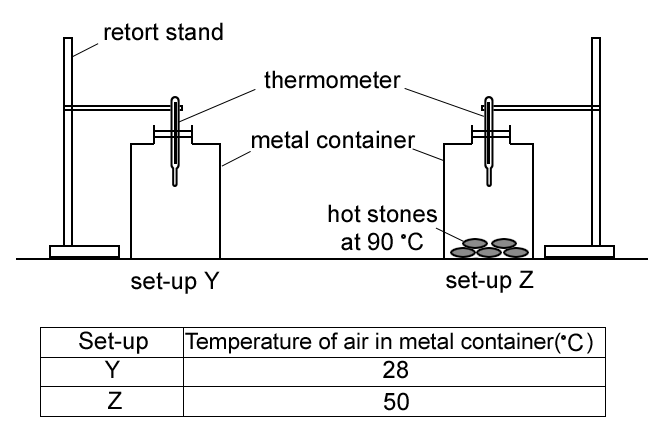 retort stand
thermometer
metal container
hot stones
at 90 °C
set-up Y
set-up Z
Set-up Temperature of air in metal container(°C)
Y 28
Z 50